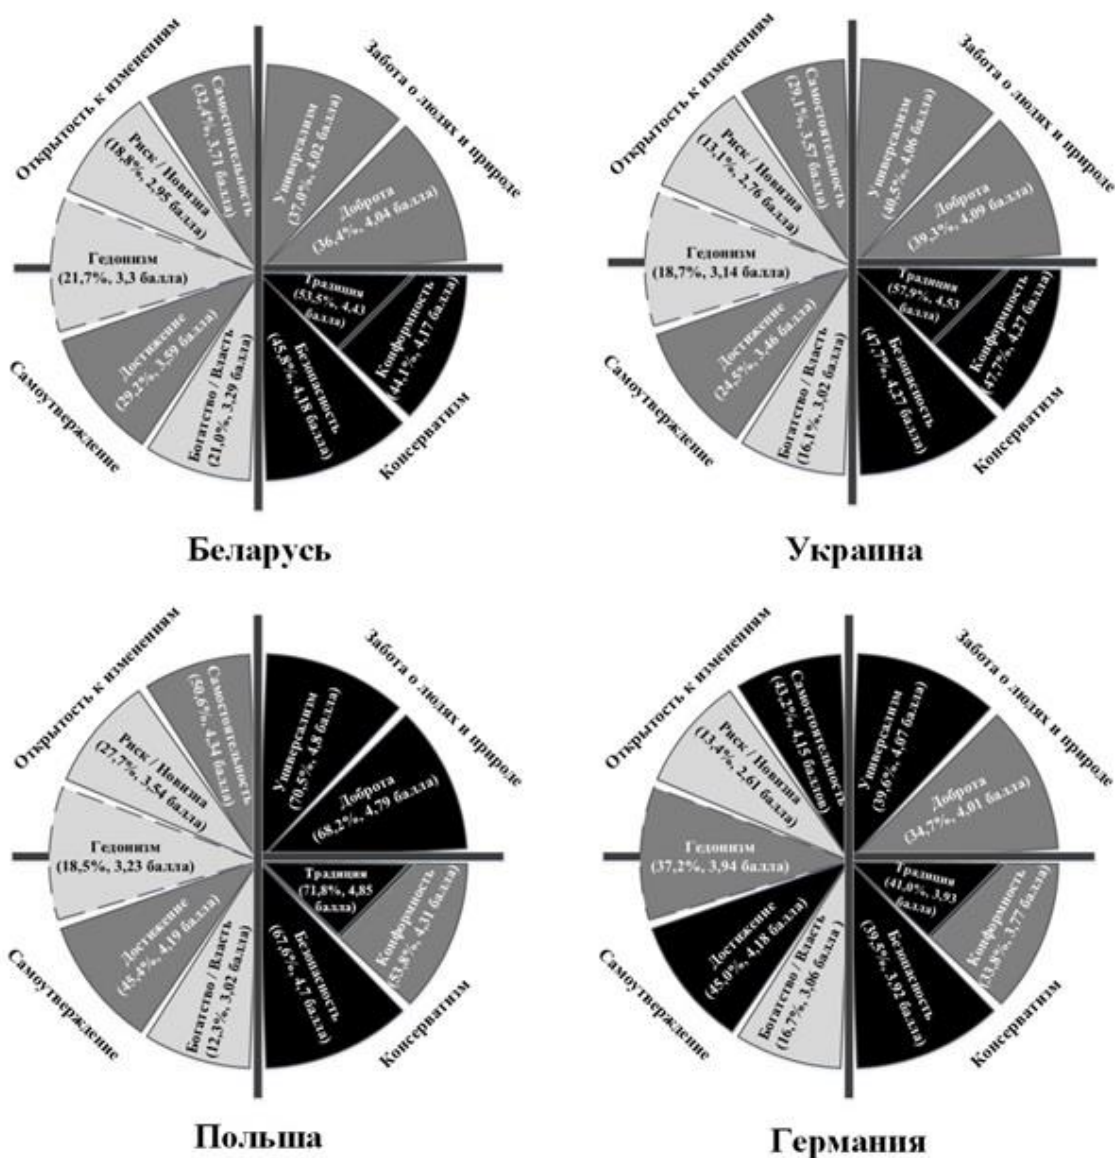 Открытость к изменениям
Забота о людях и природе
Самостоятельность
(32,4%, 3,71 балла)
Универсализм
(37,0%, 4,02 балла)
Риск / Новизна
(18,8%, 2,95 балла)
Доброта
(36,4%, 4,04 балла)
Гедонизм
(21,7%, 3,3 балла)
Традиция
(53,5%, 4,43
балла)
Конформность
(44,1%, 4,17 балла)
Достижение
(29,2%, 3,59 балла)
Богатство / Власть
(21,0%, 3,29 балла)
Безопасность
(45,8%, 4,18 балла)
Самоутверждение
Консерватизм
Беларусь
Открытость к изменениям
Забота о людях и природе
Самостоятельность
(29,1%, 3,57 балла)
Универсализм
(40,5%, 4,06 балла)
Риск / Новизна
(13,1%, 2,76 балла)
Доброта
(39,3%, 4,09 балла)
Гедонизм
(18,7%, 3,14 балла)
Традиция
(57,9%, 4,53
балла)
Конформность
(47,7%, 4,27 балла)
Достижение
(24,5%, 3,46 балла)
Богатство / Власть
(16,1%, 3,02 балла)
Безопасность
(47,7%, 4,27 балла)
Самоутверждение
Консерватизм
Украина
Открытость к изменениям
Забота о людях и природе
Самостоятельность
(50,6%, 4,34 балла)
Универсализм
(70,5%, 4,8 балла)
Риск / Новизна
(27,7%, 3,54 балла)
Доброта
(68,2%, 4,79 балла)
Гедонизм
(18,5%, 3,23 балла)
Традиция
(71,8%, 4,85
балла)
Конформность
(53,8%, 4,31 балла)
Достижение
(45,4%, 4,19 балла)
Богатство / Власть
(12,3%, 3,02 балла)
Безопасность
(67,6%, 4,7 балла)
Самоутверждение
Консерватизм
Польша
Открытость к изменениям
Забота о людях и природе
Самостоятельность
(43,2%, 4,15 баллов)
Универсализм
(39,6%, 4,07 балла)
Риск / Новизна
(13,4%, 2,61 балла)
Доброта
(34,7%, 4,01 балла)
Гедонизм
(37,2%, 3,94 балла)
Традиция
(41,0%, 3,93
балла)
Конформность
(33,8%, 3,77 балла)
Достижение
(45,0%, 4,18 балла)
Богатство / Власть
(16,7%, 3,06 балла)
Безопасность
(39,5%, 3,92 балла)
Самоутверждение
Консерватизм
Германия